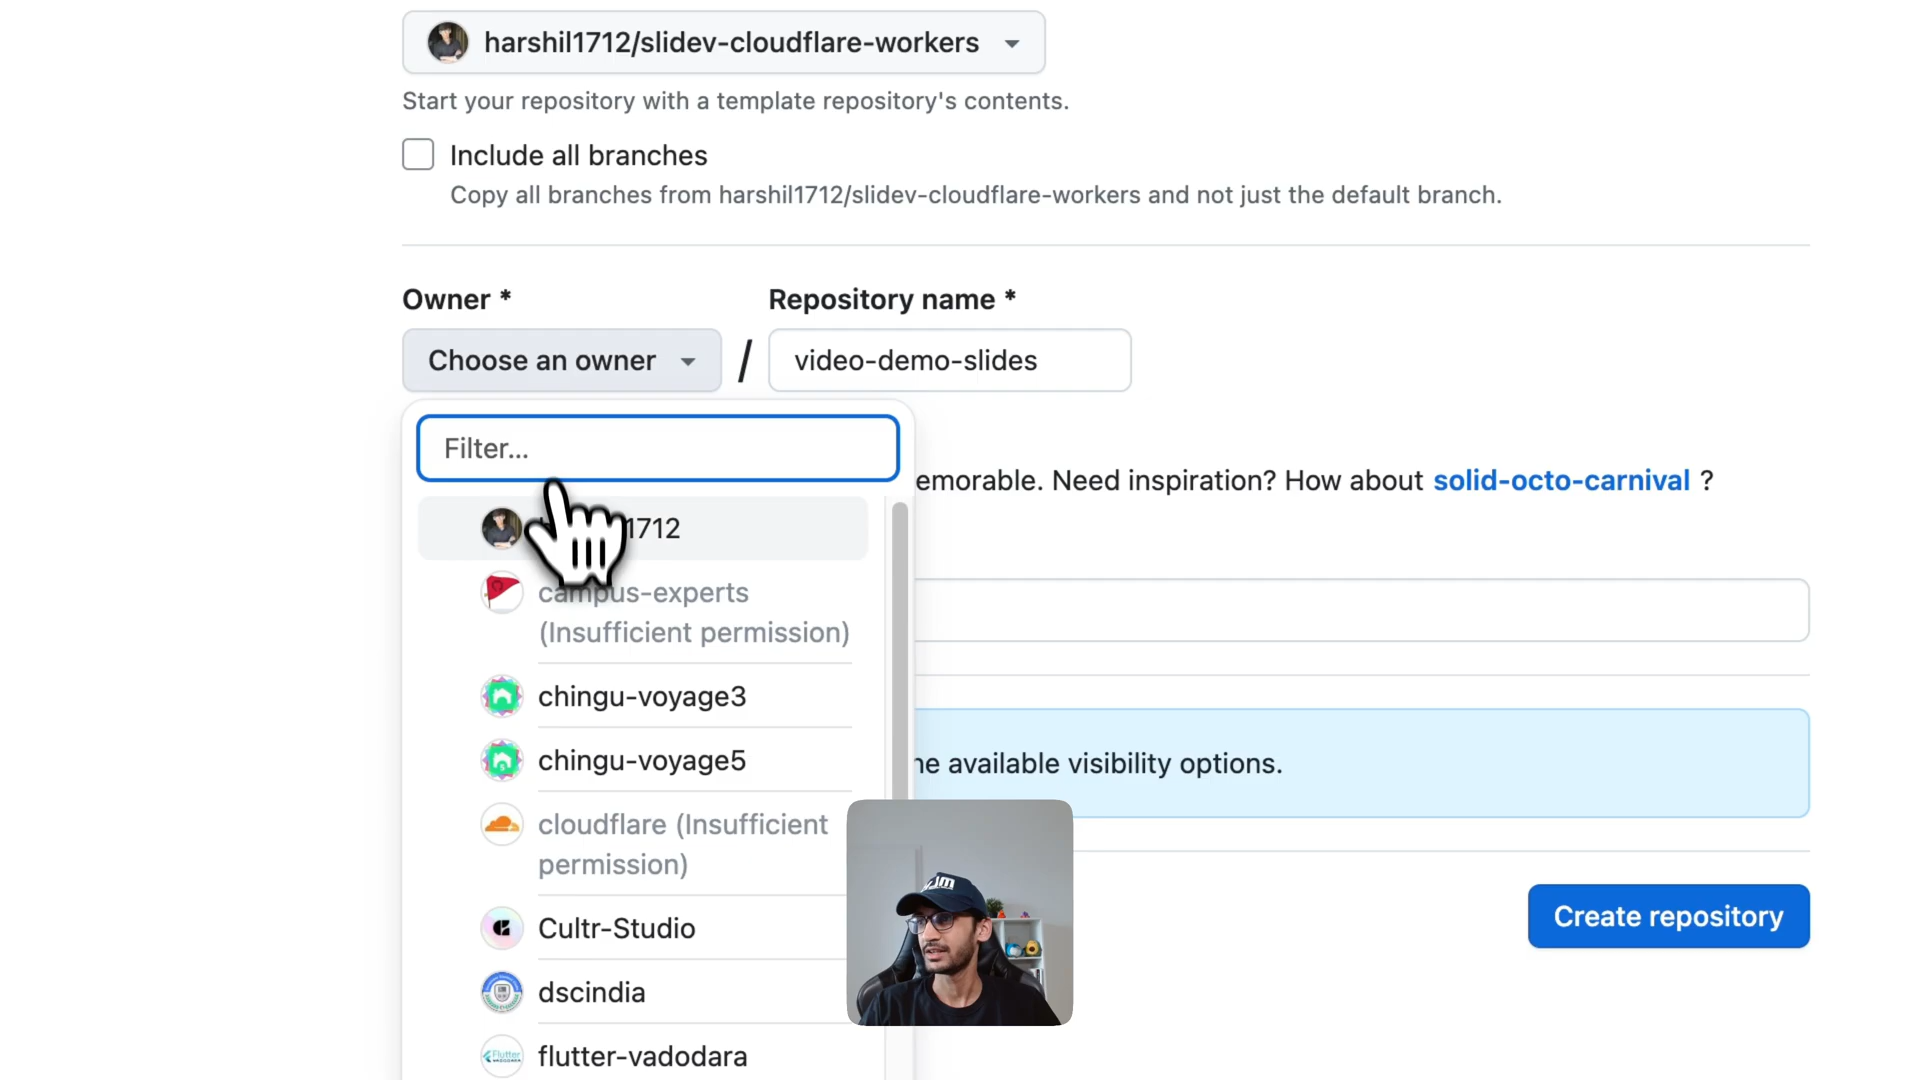 harshil1712/slidev-cloudflare-workers
Start your repository with a template repository's contents.
Include all branches
Copy all branches from harshil1712/slidev-cloudflare-workers and not just the default branch.
Owner *
Repository name *
Choose an owner
/
video-demo-slides
Filter...
emorable. Need inspiration? How about solid-octo-carnival ?
1712
campus-experts
(Insufficient permission)
chingu-voyage3
chingu-voyage5
he available visibility options.
cloudflare (Insufficient
permission)
Cultr-Studio
Create repository
dscindia
flutter-vadodara